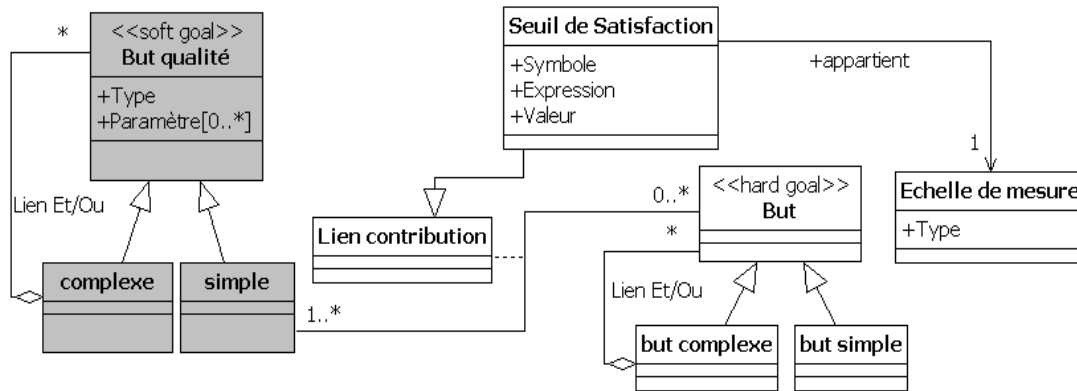 *
<<soft goal>>
But qualité
+Type
+Paramètre[0..*]
Lien Et/Ou
complexe
simple
1..*
Seuil de Satisfaction
+Symbole
+Expression
+Valeur
+appartient
1
Lien contribution
0..*
*
<<hard goal>>
But
Lien Et/Ou
but complexe
but simple
Echelle de mesure
+Type